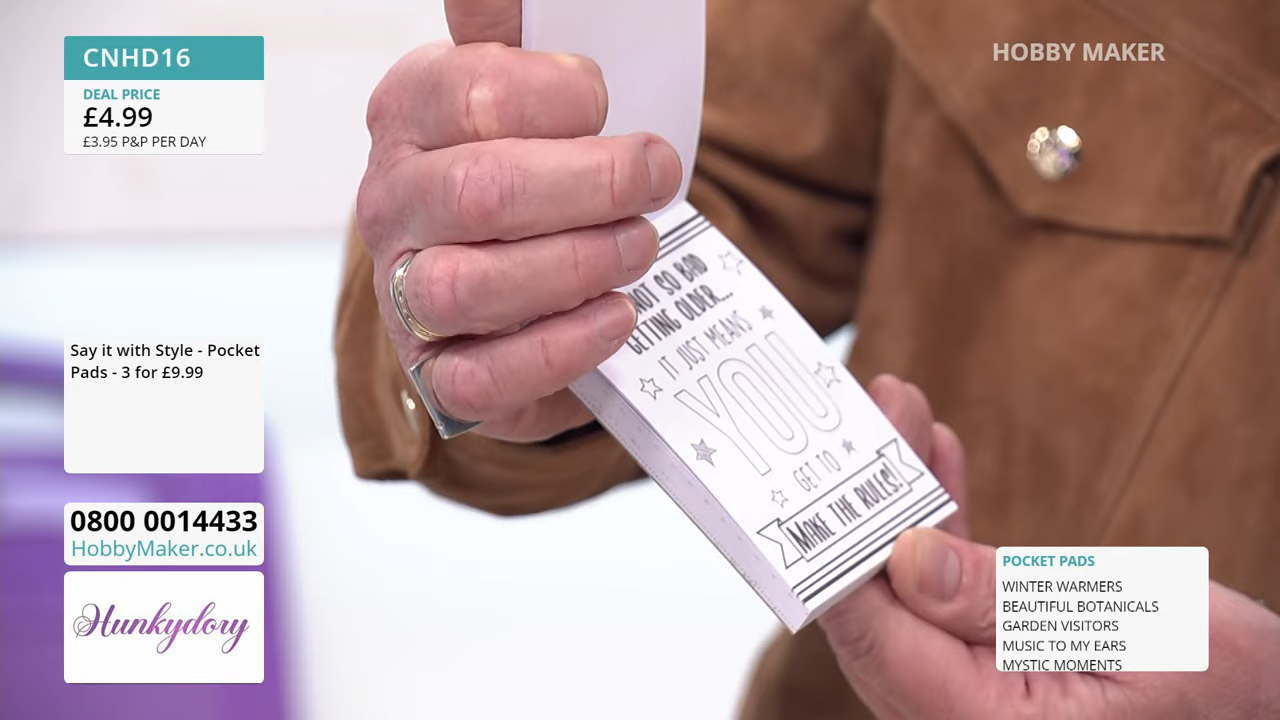 CNHD16
DEAL PRICE
£4.99
£3.95 P&P PER DAY
HOBBY MAKER
NOT SO BAD
GETTING OLDER...
IT JUST MEANS
YOU
GET TO
MAKE THE RULES!
Say it with Style - Pocket
Pads - 3 for £9.99
0800 0014433
HobbyMaker.co.uk
Hunkydory
POCKET PADS
WINTER WARMERS
BEAUTIFUL BOTANICALS
GARDEN VISITORS
MUSIC TO MY EARS
MYSTIC MOMENTS